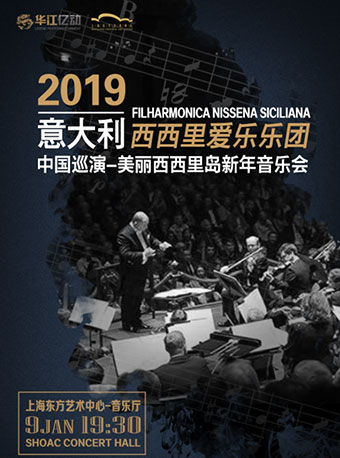 华江亿动
2019
FILHARMONICA NISSENA SICILIANA
意大利西西里爱乐乐团
中国巡演-美丽西西里岛新年音乐会
上海东方艺术中心-音乐厅
9JAN 19:30
SHOAC CONCERT HALL